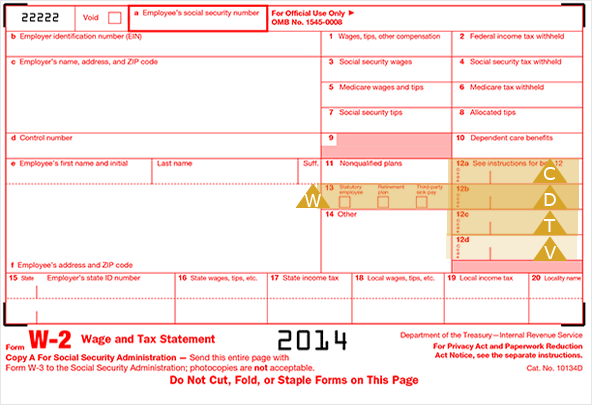 22222
Void
a Employee's social security number
For Official Use Only ►
OMB No. 1545-0008
b Employer identification number (EIN)
1 Wages, tips, other compensation
2 Federal income tax withheld
c Employer's name, address, and ZIP code
3 Social security wages
4 Social security tax withheld
5 Medicare wages and tips
6 Medicare tax withheld
7 Social security tips
8 Allocated tips
d Control number
9
10 Dependent care benefits
e Employee's first name and initial
Last name
Suff.
11 Nonqualified plans
12a See instructions for box 12
C
13 Statutory employee
Retirement plan
Third-party sick pay
W
12b
D
14 Other
12c
T
12d
V
f Employee's address and ZIP code
15 State
Employer's state ID number
16 State wages, tips, etc.
17 State income tax
18 Local wages, tips, etc.
19 Local income tax
20 Locality name
Form W-2 Wage and Tax Statement
2014
Department of the Treasury—Internal Revenue Service
For Privacy Act and Paperwork Reduction
Act Notice, see the separate instructions.
Copy A For Social Security Administration — Send this entire page with
Form W-3 to the Social Security Administration; photocopies are not acceptable.
Cat. No. 10134D
Do Not Cut, Fold, or Staple Forms on This Page